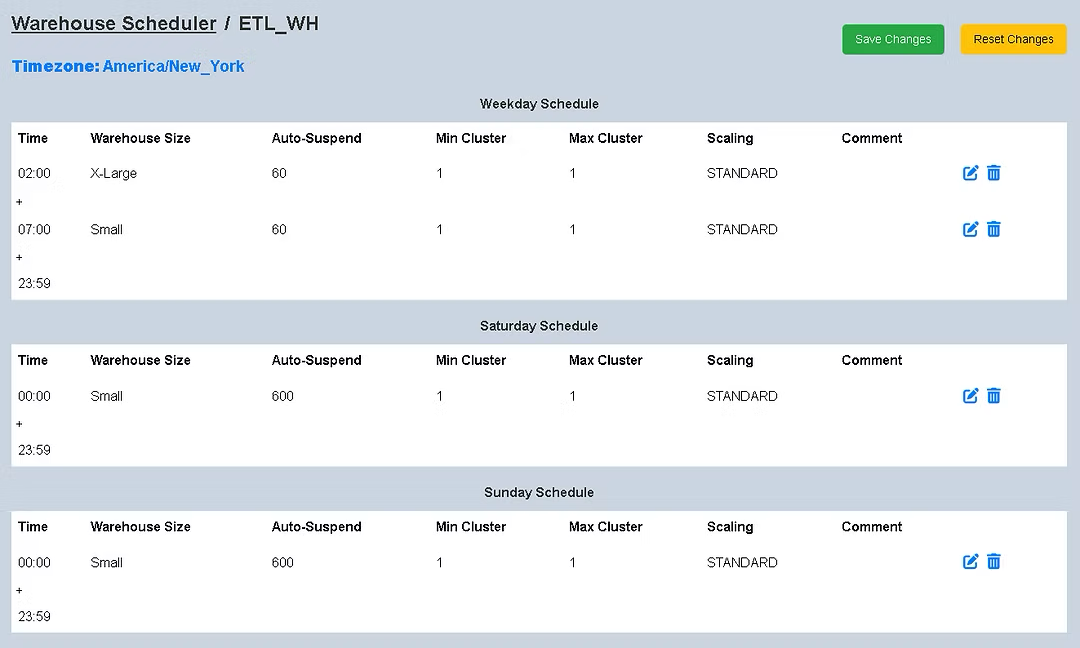 Warehouse Scheduler / ETL_WH
Save Changes
Reset Changes
Timezone: America/New_York
Weekday Schedule
Time Warehouse Size Auto-Suspend Min Cluster Max Cluster Scaling Comment
02:00 X-Large 60 1 1 STANDARD
+
07:00 Small 60 1 1 STANDARD
+
23:59
Saturday Schedule
Time Warehouse Size Auto-Suspend Min Cluster Max Cluster Scaling Comment
00:00 Small 600 1 1 STANDARD
+
23:59
Sunday Schedule
Time Warehouse Size Auto-Suspend Min Cluster Max Cluster Scaling Comment
00:00 Small 600 1 1 STANDARD
+
23:59